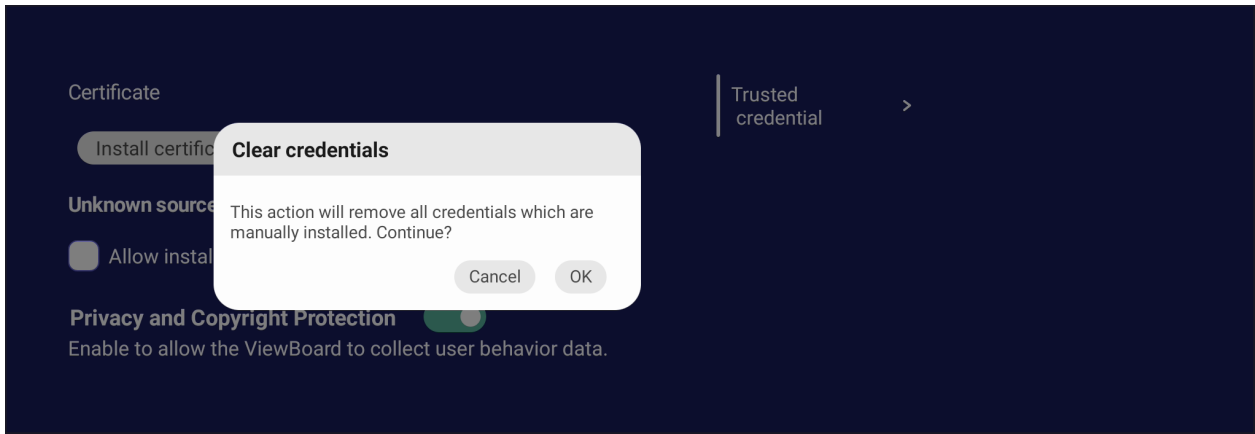 Certificate
Trusted
credential
Install certific
Clear credentials
Unknown source
This action will remove all credentials which are
manually installed. Continue?
Allow instal
Cancel
OK
Privacy and Copyright Protection
Enable to allow the ViewBoard to collect user behavior data.